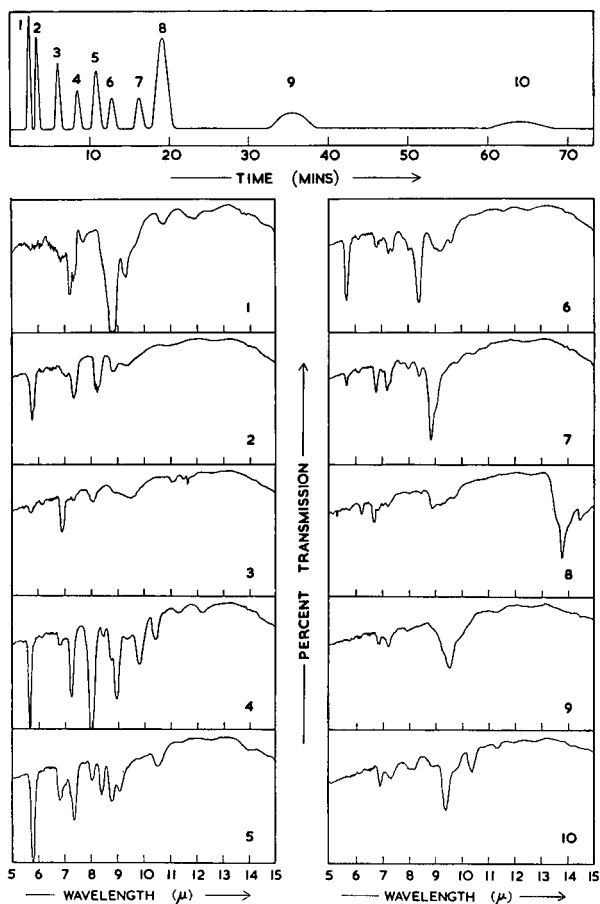 1 2 3 4 5 6 7 8 9 10
10 20 30 40 50 60 70
TIME (MINS)
1
2
3
4
5
5 6 7 8 9 10 11 12 13 14 15
WAVELENGTH (μ)
PERCENT TRANSMISSION
6
7
8
9
10
5 6 7 8 9 10 11 12 13 14 15
WAVELENGTH (μ)